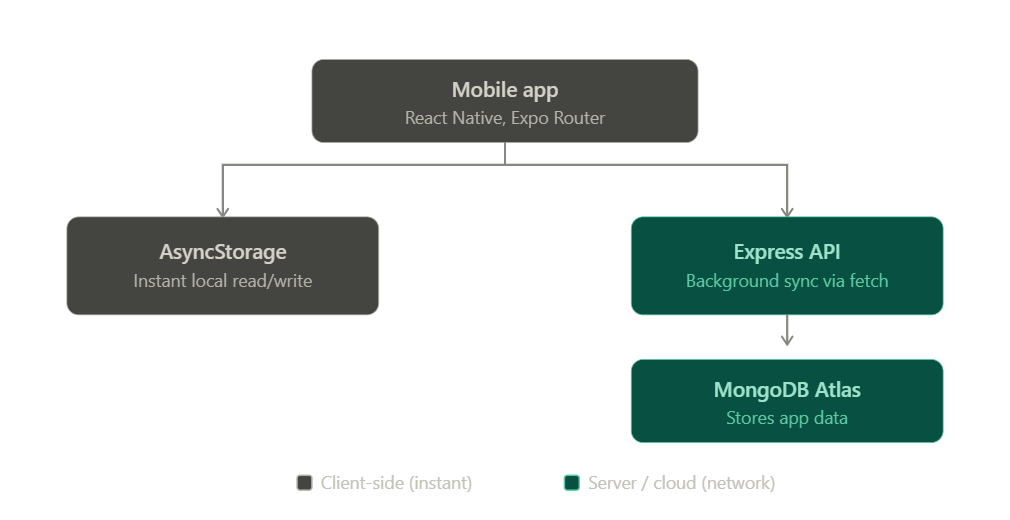 Mobile app
React Native, Expo Router
AsyncStorage
Instant local read/write
Express API
Background sync via fetch
MongoDB Atlas
Stores app data
Client-side (instant)
Server / cloud (network)